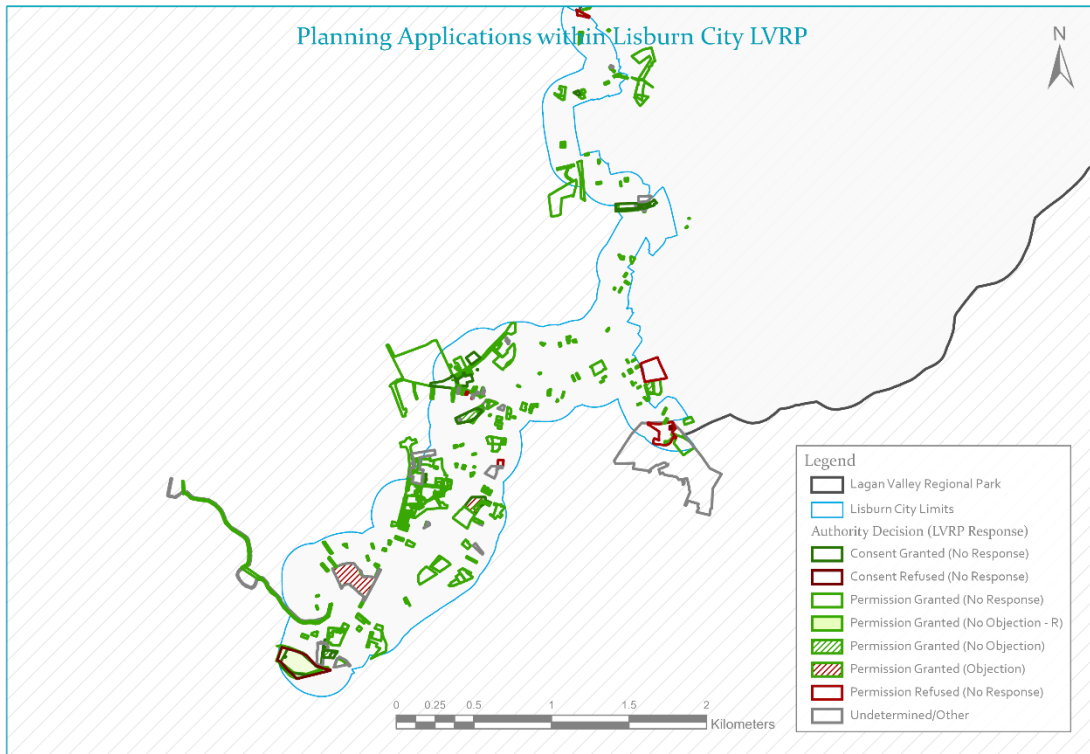 Planning Applications within Lisburn City LVRP
N
Legend
Lagan Valley Regional Park
Lisburn City Limits
Authority Decision (LVRP Response)
Consent Granted (No Response)
Consent Refused (No Response)
Permission Granted (No Response)
Permission Granted (No Objection - R)
Permission Granted (No Objection)
Permission Granted (Objection)
Permission Refused (No Response)
Undetermined/Other
0 0.25 0.5 1 1.5 2
Kilometers